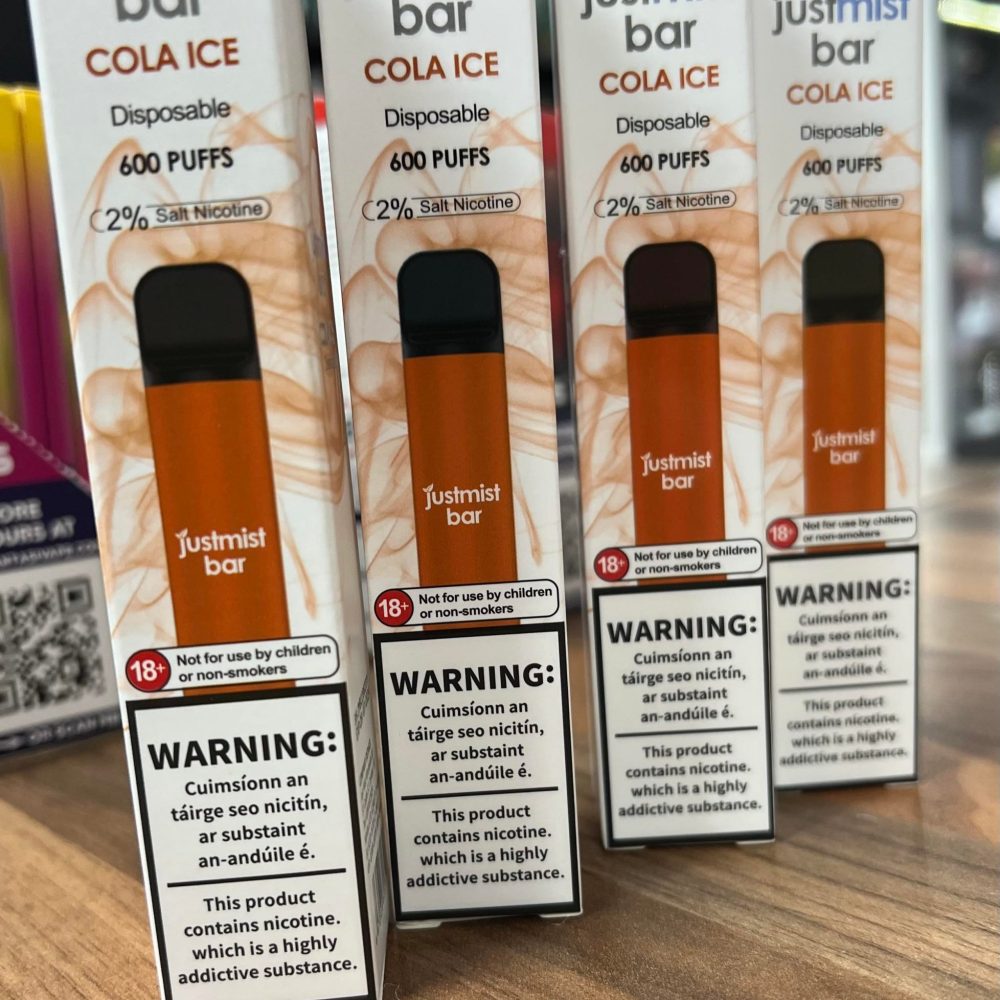 bar
COLA ICE
Disposable
600 PUFFS
2% Salt Nicotine
justmist
bar
18+ Not for use by children
or non-smokers
WARNING:
Cuimsíonn an
táirge seo nicitín,
ar substaint
an-andúile é.
This product
contains nicotine.
which is a highly
addictive substance.
bar
COLA ICE
Disposable
600 PUFFS
2% Salt Nicotine
justmist
bar
18+ Not for use by children
or non-smokers
WARNING:
Cuimsíonn an
táirge seo nicitín,
ar substaint
an-andúile é.
This product
contains nicotine.
which is a highly
addictive substance.
justmist
bar
COLA ICE
Disposable
600 PUFFS
2% Salt Nicotine
justmist
bar
18+ Not for use by children
or non-smokers
WARNING:
Cuimsíonn an
táirge seo nicitín,
ar substaint
an-andúile é.
This product
contains nicotine.
which is a highly
addictive substance.
justmist
bar
COLA ICE
Disposable
600 PUFFS
2% Salt Nicotine
justmist
bar
18+ Not for use by children
or non-smokers
WARNING:
Cuimsíonn an
táirge seo nicitín,
ar substaint
an-andúile é.
This product
contains nicotine.
which is a highly
addictive substance.